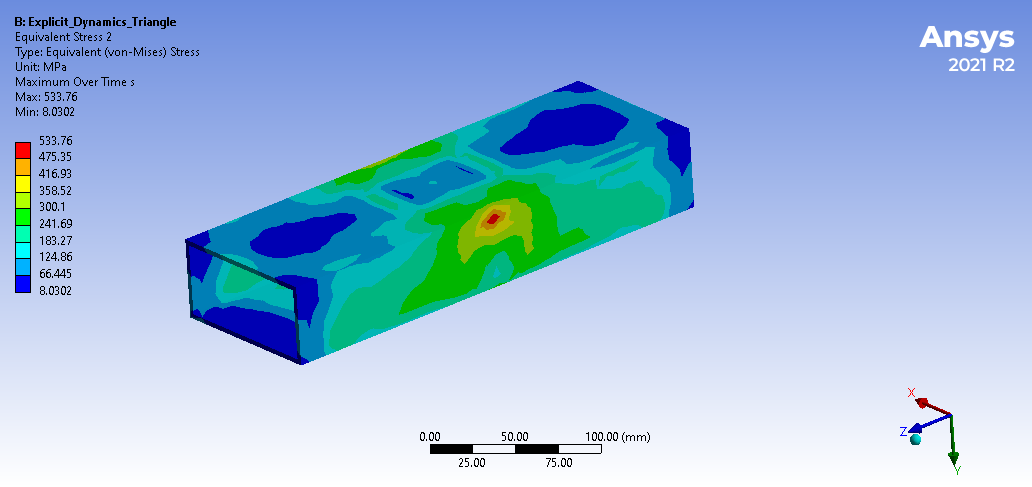 B: Explicit_Dynamics_Triangle
Equivalent Stress 2
Type: Equivalent (von-Mises) Stress
Unit: MPa
Maximum Over Time s
Max: 533.76
Min: 8.0302
Ansys
2021 R2
533.76
475.35
416.93
358.52
300.1
241.69
183.27
124.86
66.445
8.0302
0.00 50.00 100.00 (mm)
25.00 75.00
X
Z
Y